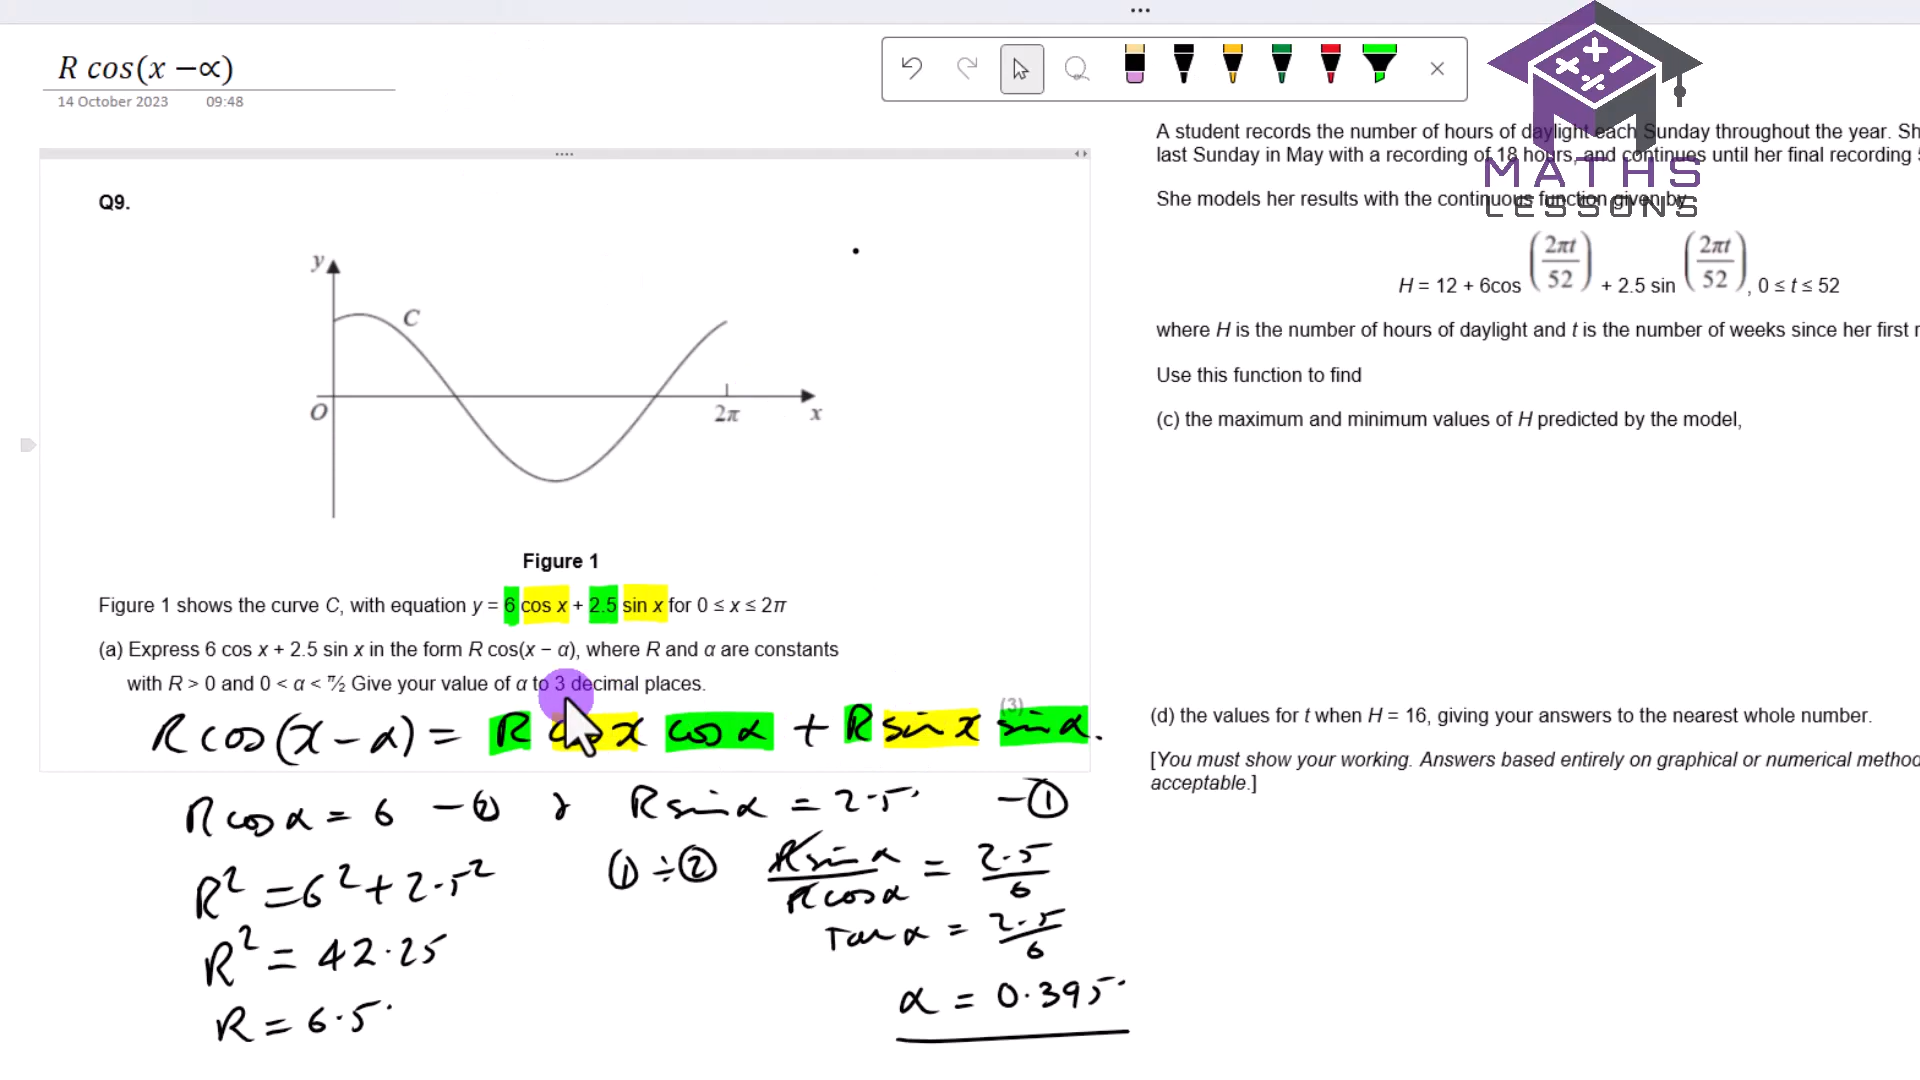 R cos(x −∝)
14 October 2023 09:48
Q9.
y
C
O
2π
x
Figure 1
Figure 1 shows the curve C, with equation y = 6 cos x + 2.5 sin x for 0 ≤ x ≤ 2π
(a) Express 6 cos x + 2.5 sin x in the form R cos(x − α), where R and α are constants
with R > 0 and 0 < α < π/2 Give your value of α to 3 decimal places.
(3)
R cos(x − α) = R cos x cos α + R sin x sin α.
R cos α = 6 — ② & R sin α = 2.5 — ①
R² = 6² + 2.5²
R² = 42.25
R = 6.5
① ÷ ② R sin α / R cos α = 2.5 / 6
Tan α = 2.5 / 6
α = 0.395
MATHS
LESSONS
A student records the number of hours of daylight each Sunday throughout the year. Sh
last Sunday in May with a recording of 18 hours, and continues until her final recording
She models her results with the continuous function given by
H = 12 + 6cos (2πt / 52) + 2.5 sin (2πt / 52), 0 ≤ t ≤ 52
where H is the number of hours of daylight and t is the number of weeks since her first
Use this function to find
(c) the maximum and minimum values of H predicted by the model,
(d) the values for t when H = 16, giving your answers to the nearest whole number.
[You must show your working. Answers based entirely on graphical or numerical method
acceptable.]